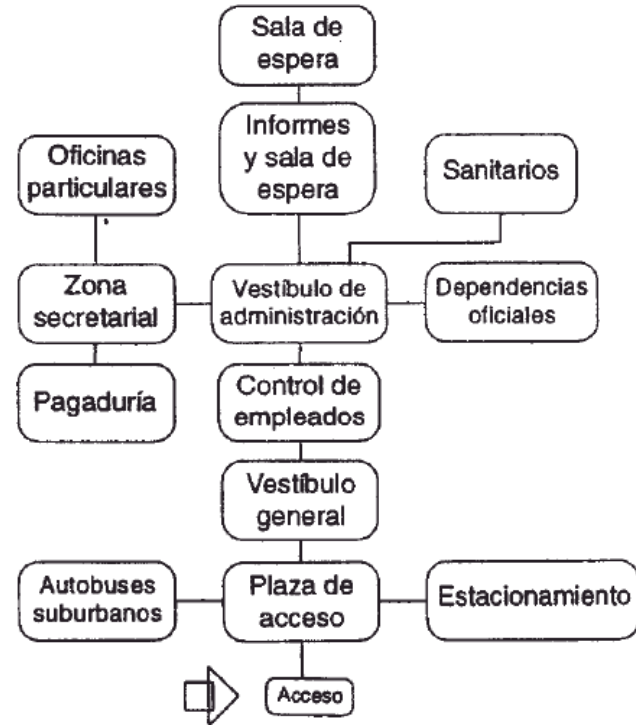 Sala de
espera
Informes
y sala de
espera
Oficinas
particulares
Sanitarios
Zona
secretarial
Vestíbulo de
administración
Dependencias
oficiales
Pagaduría
Control de
empleados
Vestíbulo
general
Autobuses
suburbanos
Plaza de
acceso
Estacionamiento
Acceso